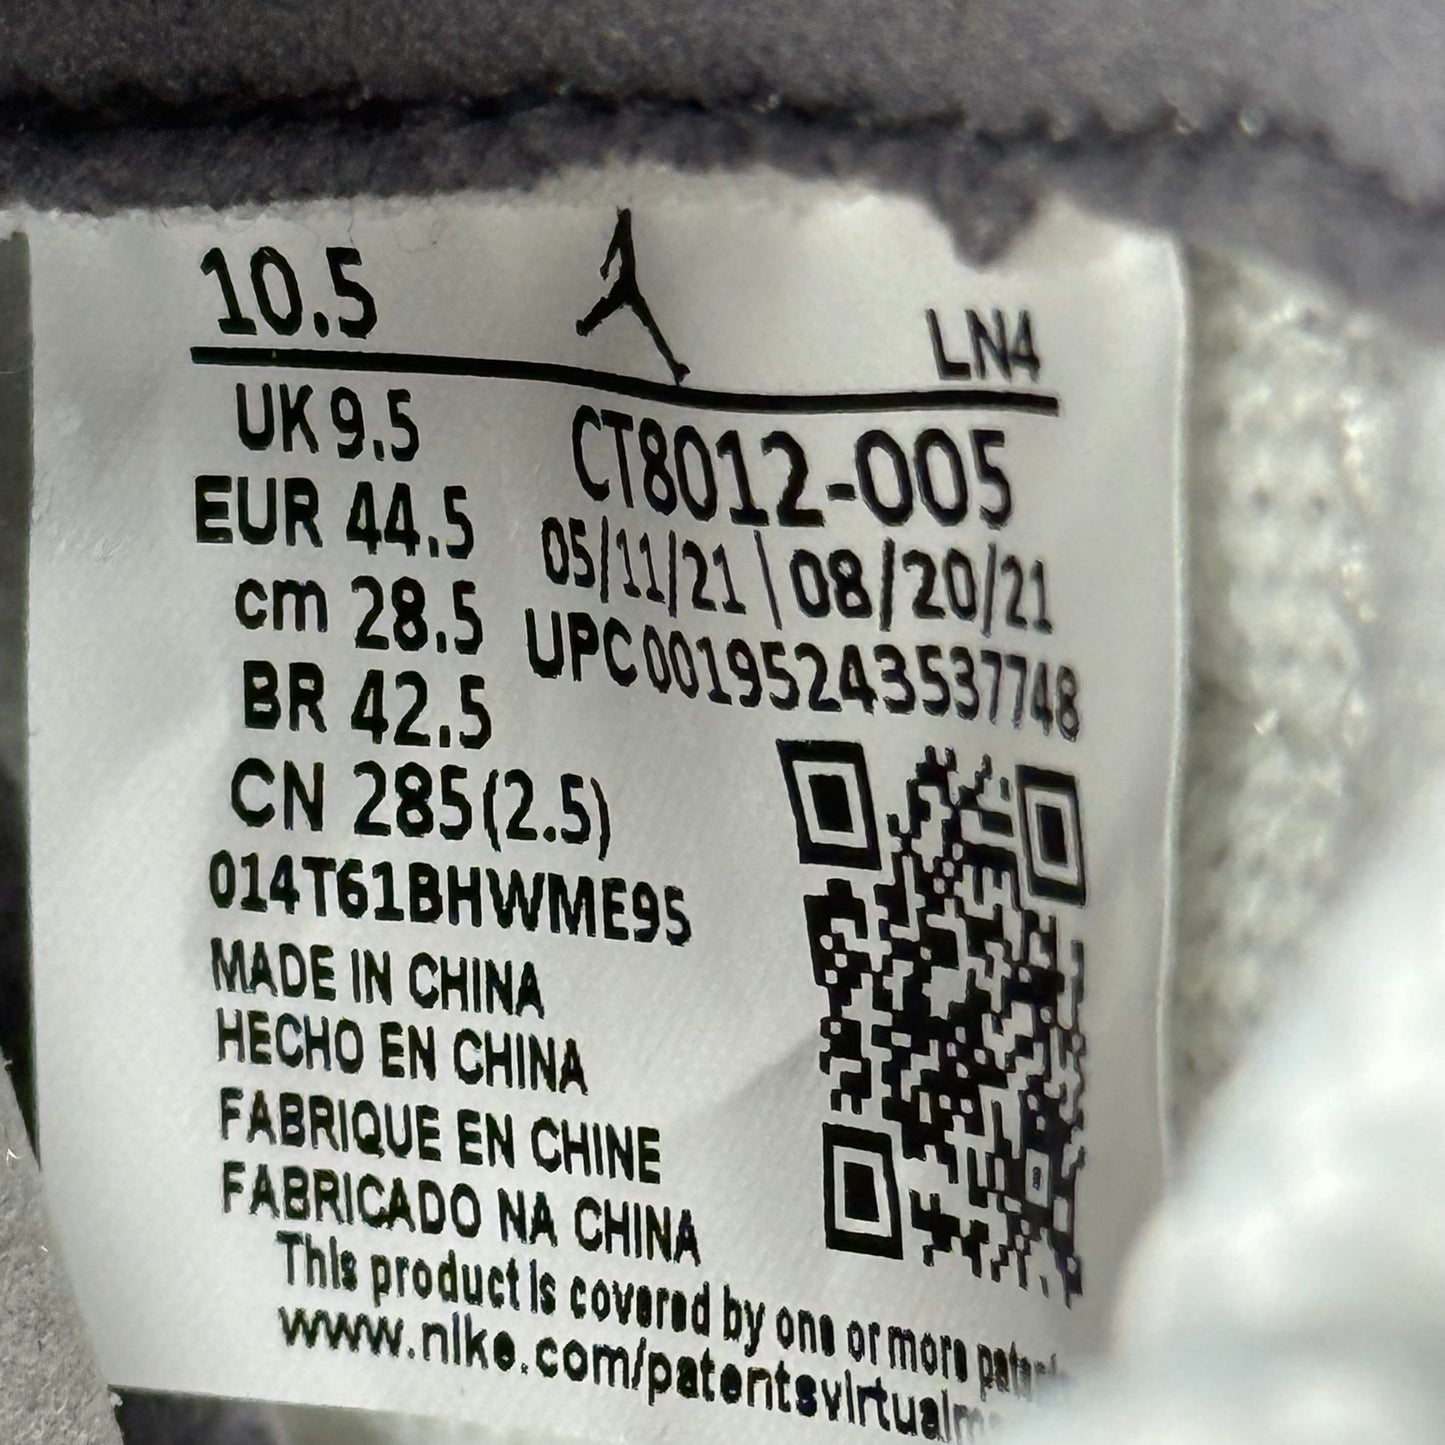 10.5
LN4
UK 9.5
CT8012-005
EUR 44.5
05/11/21 \ 08/20/21
cm 28.5
UPC 00195243537748
BR 42.5
CN 285(2.5)
014T61BHWME95
MADE IN CHINA
HECHO EN CHINA
FABRIQUE EN CHINE
FABRICADO NA CHINA
This product is covered by one or more
www.nike.com/patents